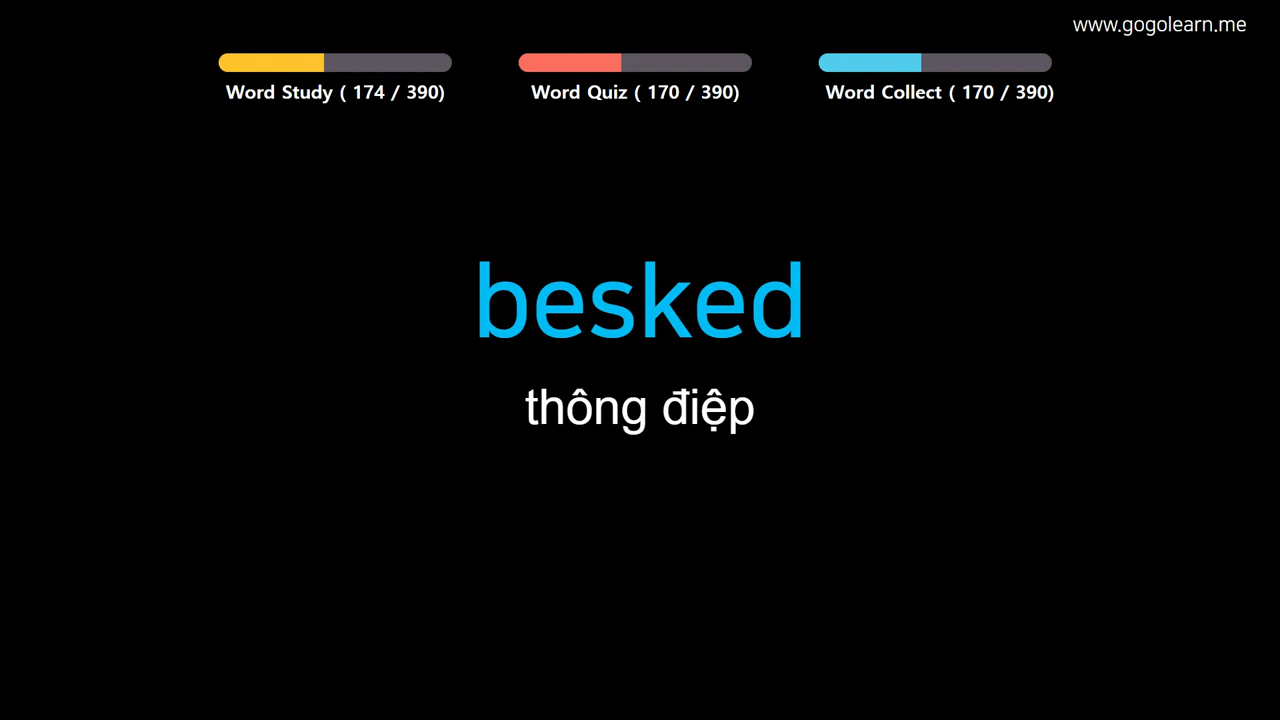 www.gogolearn.me
Word Study ( 174 / 390)
Word Quiz ( 170 / 390)
Word Collect ( 170 / 390)
besked
thông điệp